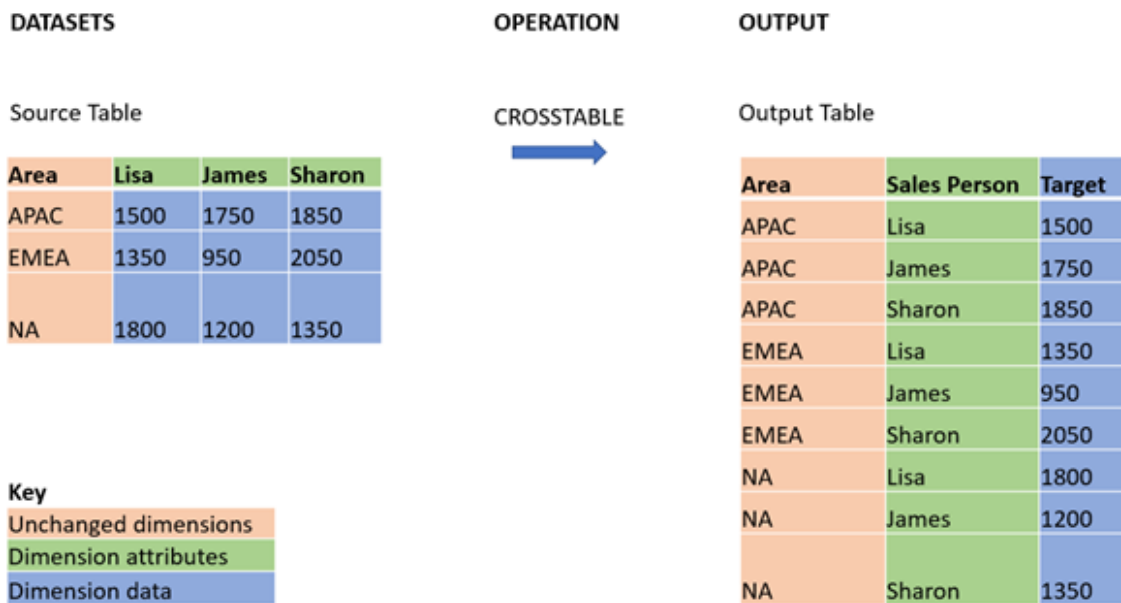 DATASETS OPERATION OUTPUT
Source Table CROSSTABLE Output Table
Area Lisa James Sharon
APAC 1500 1750 1850
EMEA 1350 950 2050
NA 1800 1200 1350
Key
Unchanged dimensions
Dimension attributes
Dimension data
Area Sales Person Target
APAC Lisa 1500
APAC James 1750
APAC Sharon 1850
EMEA Lisa 1350
EMEA James 950
EMEA Sharon 2050
NA Lisa 1800
NA James 1200
NA Sharon 1350